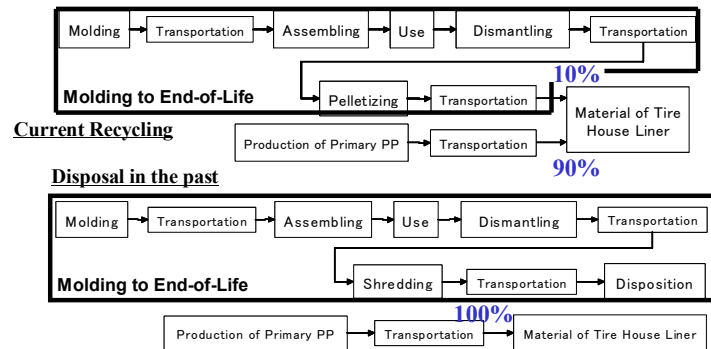 Molding
Transportation
Assembling
Use
Dismantling
Transportation
10%
Molding to End-of-Life
Pelletizing
Transportation
Material of Tire
House Liner
Current Recycling
Production of Primary PP
Transportation
90%
Disposal in the past
Molding
Transportation
Assembling
Use
Dismantling
Transportation
Molding to End-of-Life
Shredding
Transportation
Disposition
100%
Production of Primary PP
Transportation
Material of Tire House Liner